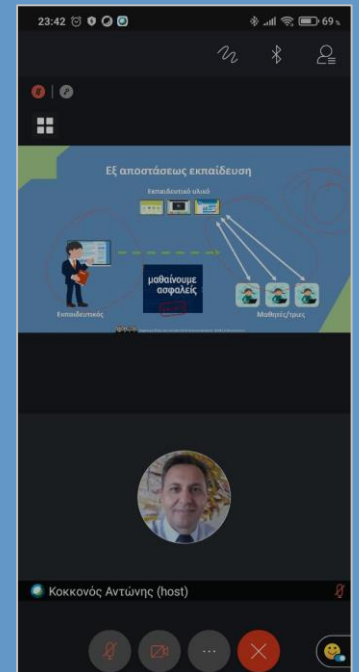 23:42
69%
Εξ αποστάσεως εκπαίδευση
Εκπαιδευτικό υλικό
μαθαίνουμε
ασφαλείς
Εκπαιδευτικός
Μαθητές/τριες
Κοκκονός Αντώνης (host)